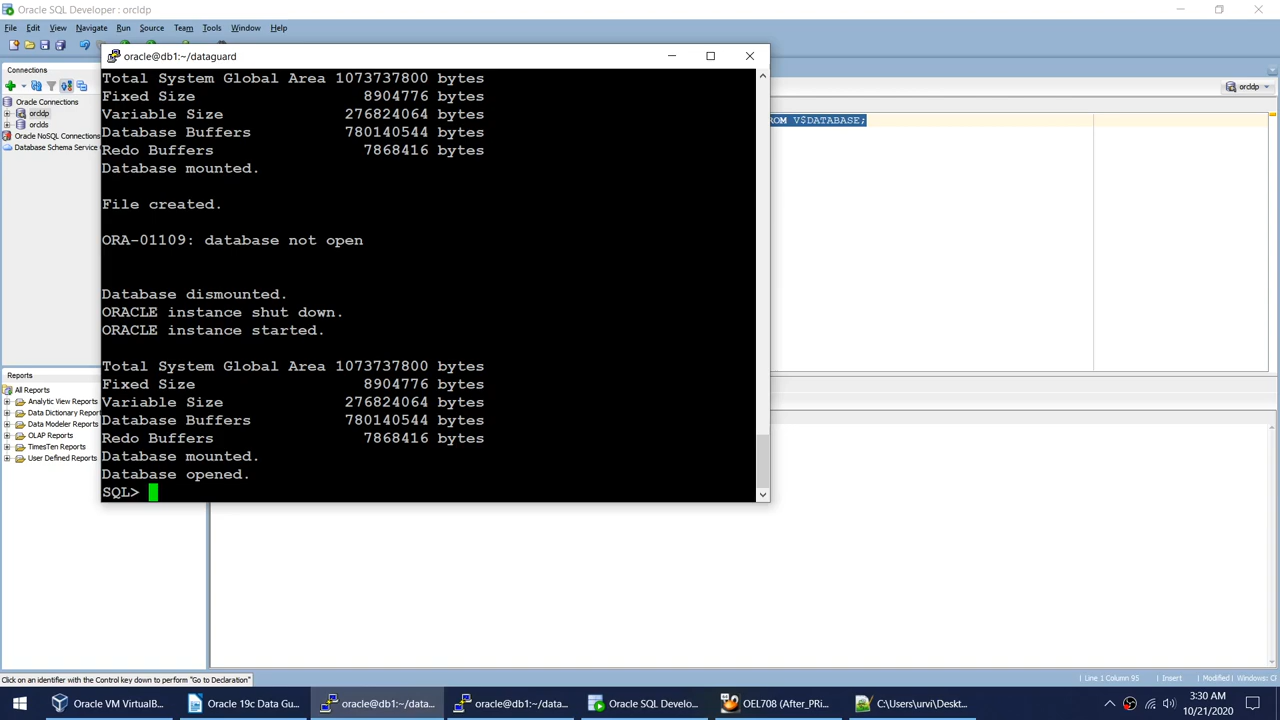 Oracle SQL Developer : orcldp
File Edit View Navigate Run Source Team Tools Window Help
oracle@db1:~/dataguard
Connections
Oracle Connections
orcldp
orclds
Oracle NoSQL Connections
Database Schema Service
orcldp
ROM V$DATABASE;
Total System Global Area 1073737800 bytes
Fixed Size 8904776 bytes
Variable Size 276824064 bytes
Database Buffers 780140544 bytes
Redo Buffers 7868416 bytes
Database mounted.
File created.
ORA-01109: database not open
Database dismounted.
ORACLE instance shut down.
ORACLE instance started.
Total System Global Area 1073737800 bytes
Fixed Size 8904776 bytes
Variable Size 276824064 bytes
Database Buffers 780140544 bytes
Redo Buffers 7868416 bytes
Database mounted.
Database opened.
SQL>
Reports
All Reports
Analytic View Reports
Data Dictionary Report
Data Modeler Reports
OLAP Reports
TimesTen Reports
User Defined Reports
Click on an identifier with the Control key down to perform "Go to Declaration"
Line 1 Column 95 Insert Modified Windows: Cl
Oracle VM VirtualB...
Oracle 19c Data Gu...
oracle@db1:~/data...
oracle@db1:~/data...
Oracle SQL Develo...
OEL708 (After_PRi...
C:\Users\urvi\Deskt...
3:30 AM
10/21/2020